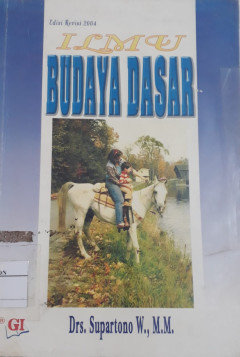 Edisi Revisi 2004
ILMU
BUDAYA DASAR
Drs. Supartono W., M.M.
GI